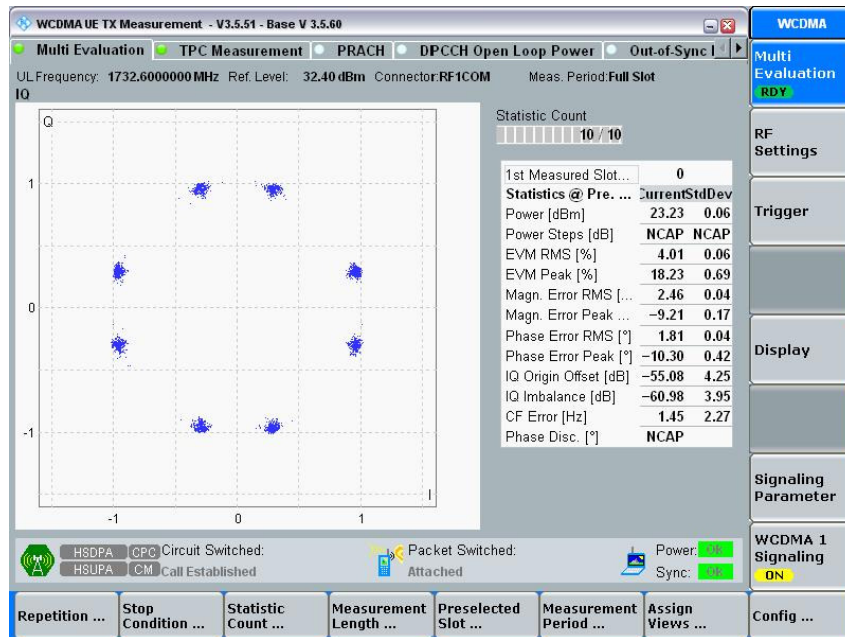 WCDMA UE TX Measurement - V3.5.51 - Base V 3.5.60
WCDMA
Multi Evaluation TPC Measurement PRACH DPCCH Open Loop Power Out-of-Sync
Multi Evaluation
RDY
UL Frequency: 1732.6000000 MHz Ref. Level: 32.40 dBm Connector:RF1COM Meas. Period:Full Slot
IQ
Q
1
0
-1
-1 0 1
I
Statistic Count
10 / 10
1st Measured Slot... 0
Statistics @ Pre. ... Current StdDev
Power [dBm] 23.23 0.06
Power Steps [dB] NCAP NCAP
EVM RMS [%] 4.01 0.06
EVM Peak [%] 18.23 0.69
Magn. Error RMS [... 2.46 0.04
Magn. Error Peak ... −9.21 0.17
Phase Error RMS [°] 1.81 0.04
Phase Error Peak [°] −10.30 0.42
IQ Origin Offset [dB] −55.08 4.25
IQ Imbalance [dB] −60.98 3.95
CF Error [Hz] 1.45 2.27
Phase Disc. [°] NCAP
RF
Settings
Trigger
Display
Signaling
Parameter
WCDMA 1
Signaling
ON
HSDPA CPC Circuit Switched: Packet Switched: Power: OK
HSUPA CM Call Established Attached Sync: OK
Repetition ...
Stop
Condition ...
Statistic
Count ...
Measurement
Length ...
Preselected
Slot ...
Measurement
Period ...
Assign
Views ...
Config ...